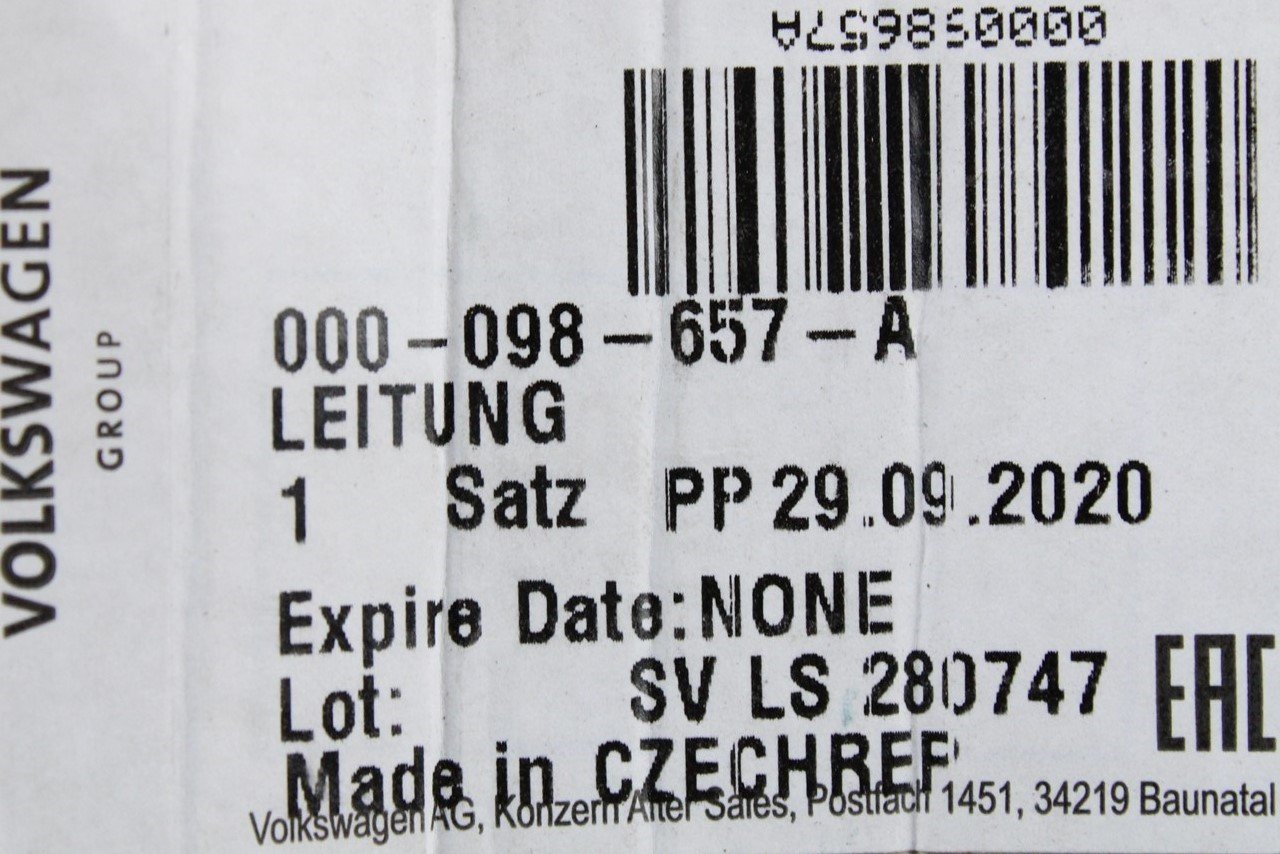 000098657A
VOLKSWAGEN
GROUP
000-098-657-A
LEITUNG
1 Satz PP 29.09.2020
Expire Date:NONE
Lot: SV LS 280747
Made in CZECHREP
EAC
Volkswagen AG, Konzern After Sales, Postfach 1451, 34219 Baunatal